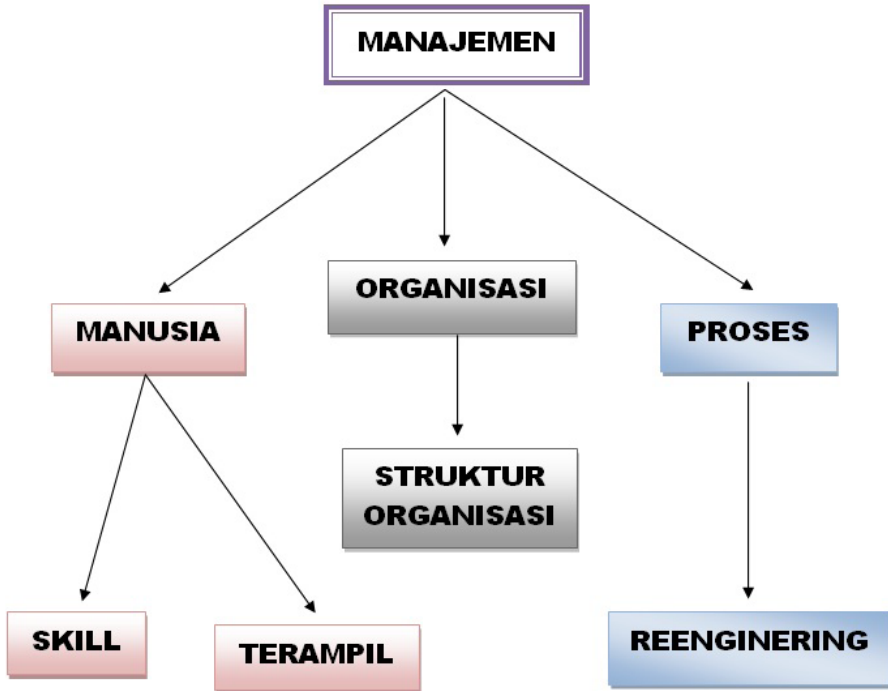 MANAJEMEN
ORGANISASI
MANUSIA
PROSES
STRUKTUR
ORGANISASI
SKILL
TERAMPIL
REENGINERING